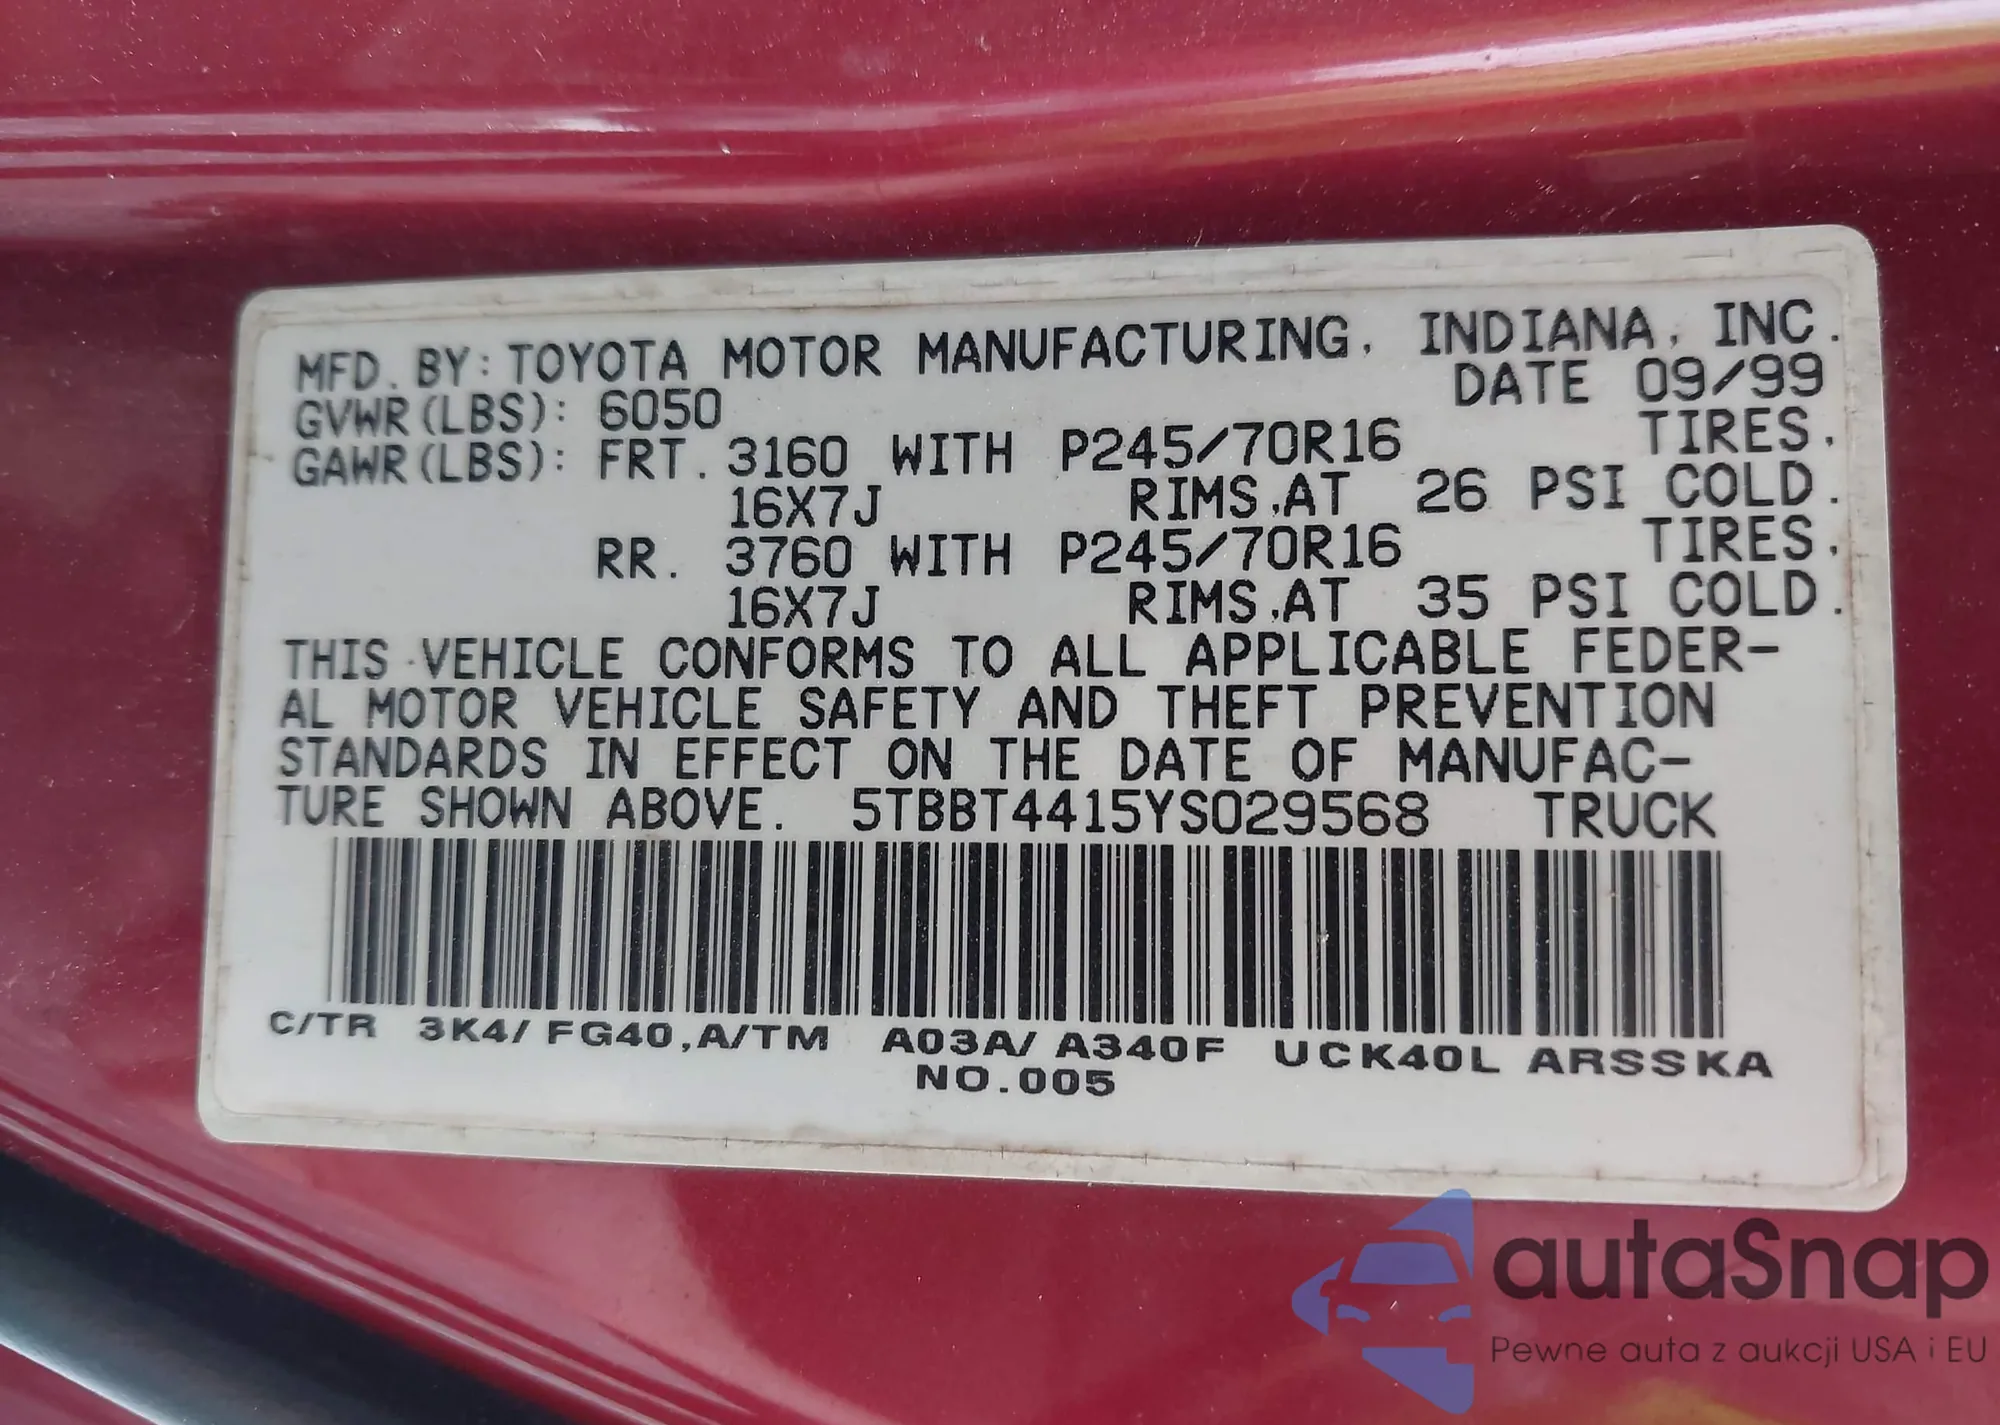 MFD. BY: TOYOTA MOTOR MANUFACTURING, INDIANA, INC.
GVWR(LBS): 6050 DATE 09/99
GAWR(LBS): FRT. 3160 WITH P245/70R16 TIRES,
16X7J RIMS,AT 26 PSI COLD.
RR. 3760 WITH P245/70R16 TIRES,
16X7J RIMS,AT 35 PSI COLD.
THIS VEHICLE CONFORMS TO ALL APPLICABLE FEDER-
AL MOTOR VEHICLE SAFETY AND THEFT PREVENTION
STANDARDS IN EFFECT ON THE DATE OF MANUFAC-
TURE SHOWN ABOVE. 5TBBT4415YS029568 TRUCK
C/TR 3K4/ FG40,A/TM A03A/ A340F UCK40L ARSSKA
NO.005
autaSnap
Pewne auta z aukcji USA i EU